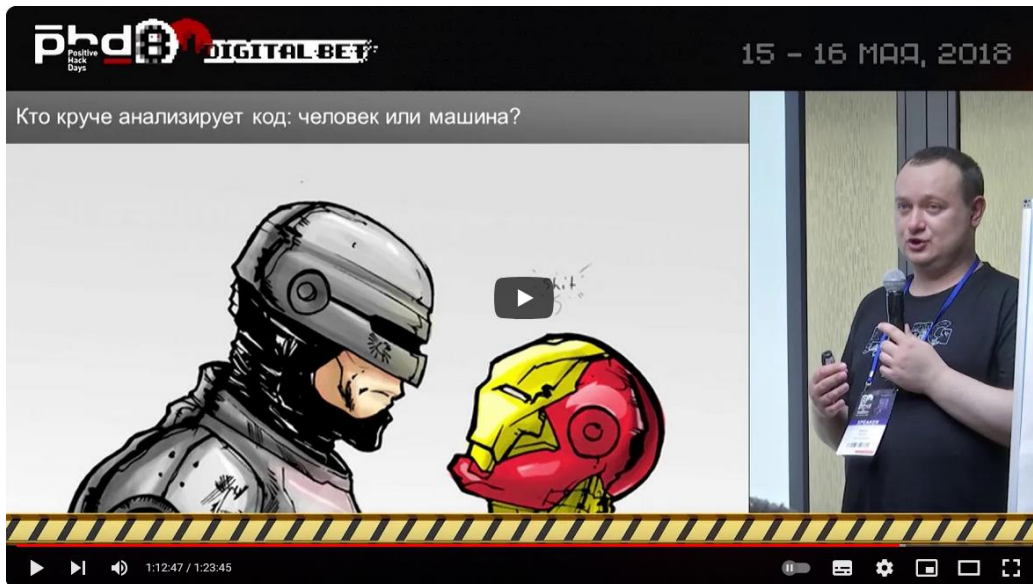 phd8
Positive
Hack
Days
DIGITAL BET
15 – 16 МАЯ, 2018
Кто круче анализирует код: человек или машина?
shit
SPEAKER
1:12:47 / 1:23:45